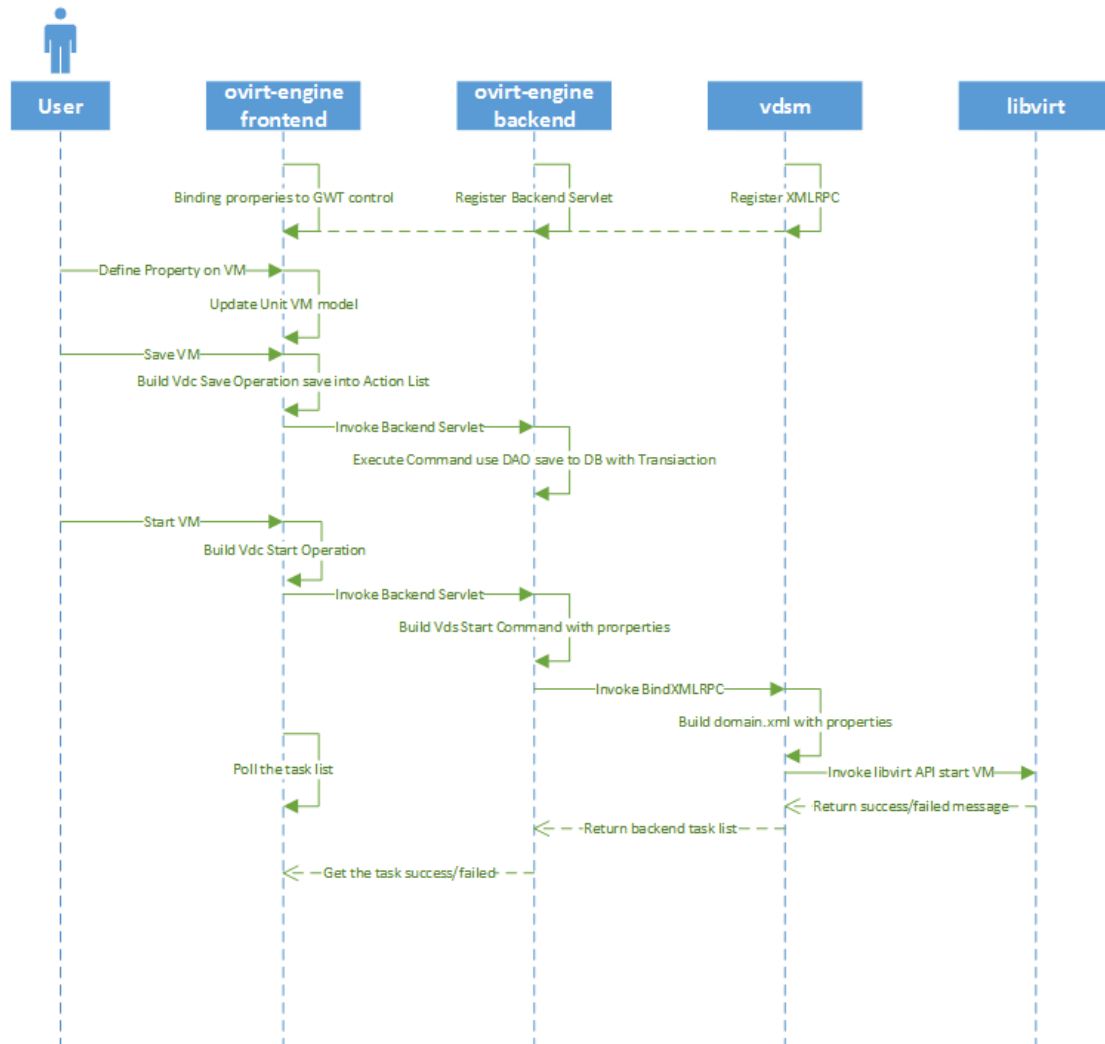 User
ovirt-engine
frontend
ovirt-engine
backend
vdsm
libvirt
Binding prorperies to GWT control
Register Backend Servlet
Register XMLRPC
Define Property on VM
Update Unit VM model
Save VM
Build Vdc Save Operation save into Action List
Invoke Backend Servlet
Execute Command use DAO save to DB with Transiaction
Start VM
Build Vdc Start Operation
Invoke Backend Servlet
Build Vds Start Command with prorperties
Invoke BindXMLRPC
Build domain.xml with properties
Poll the task list
Invoke libvirt API start VM
Return success/failed message
Return backend task list
Get the task success/failed